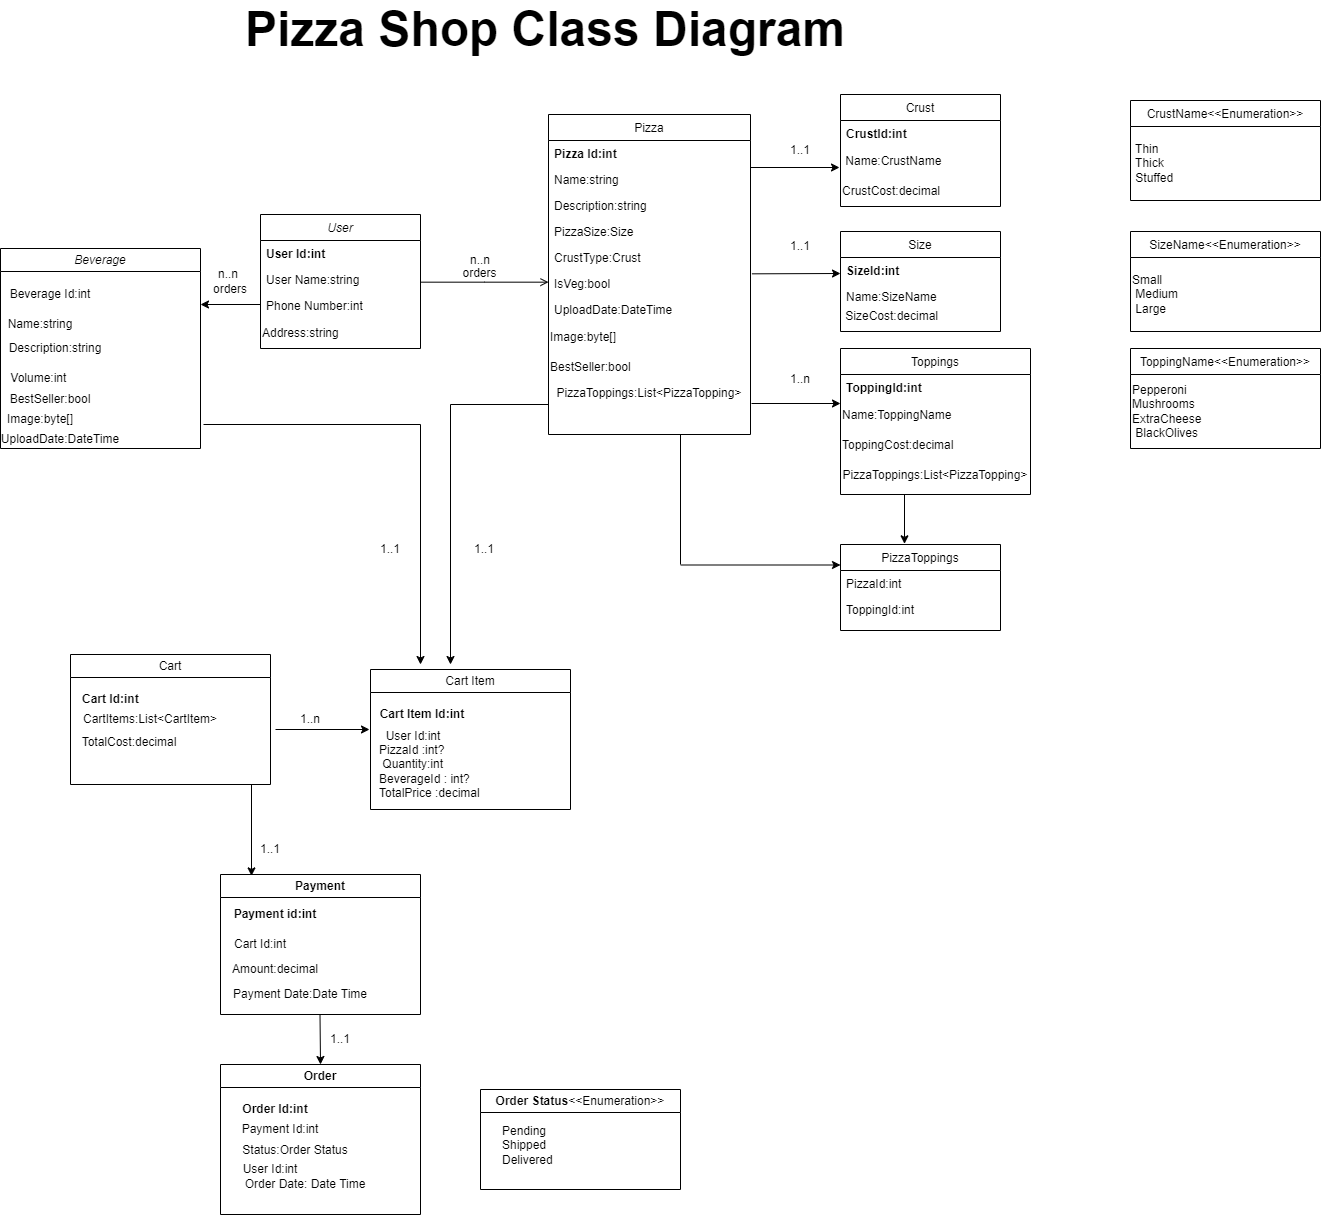 Pizza Shop Class Diagram
Beverage
Beverage Id:int
Name:string
Description:string
Volume:int
BestSeller:bool
Image:byte[]
UploadDate:DateTime
n..n
orders
User
User Id:int
User Name:string
Phone Number:int
Address:string
n..n
orders
Pizza
Pizza Id:int
Name:string
Description:string
PizzaSize:Size
CrustType:Crust
IsVeg:bool
UploadDate:DateTime
Image:byte[]
BestSeller:bool
PizzaToppings:List<PizzaTopping>
1..1
Crust
CrustId:int
Name:CrustName
CrustCost:decimal
CrustName<<Enumeration>>
Thin
Thick
Stuffed
1..1
Size
SizeId:int
Name:SizeName
SizeCost:decimal
SizeName<<Enumeration>>
Small
Medium
Large
1..n
Toppings
ToppingId:int
Name:ToppingName
ToppingCost:decimal
PizzaToppings:List<PizzaTopping>
ToppingName<<Enumeration>>
Pepperoni
Mushrooms
ExtraCheese
BlackOlives
PizzaToppings
PizzaId:int
ToppingId:int
1..1
1..1
Cart
Cart Id:int
CartItems:List<CartItem>
TotalCost:decimal
1..n
Cart Item
Cart Item Id:int
User Id:int
PizzaId :int?
Quantity:int
BeverageId : int?
TotalPrice :decimal
1..1
Payment
Payment id:int
Cart Id:int
Amount:decimal
Payment Date:Date Time
1..1
Order
Order Id:int
Payment Id:int
Status:Order Status
User Id:int
Order Date: Date Time
Order Status<<Enumeration>>
Pending
Shipped
Delivered